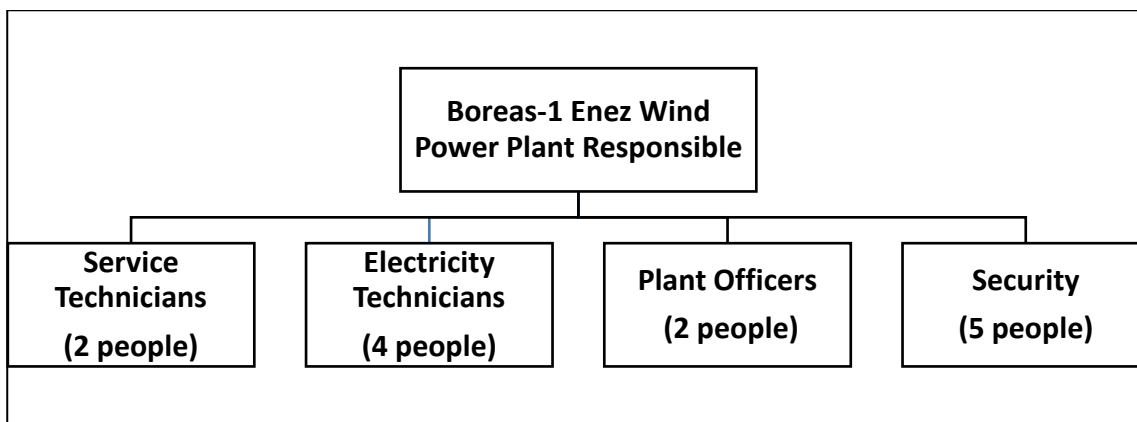 Boreas-1 Enez Wind
Power Plant Responsible
Service
Technicians
(2 people)
Electricity
Technicians
(4 people)
Plant Officers
(2 people)
Security
(5 people)